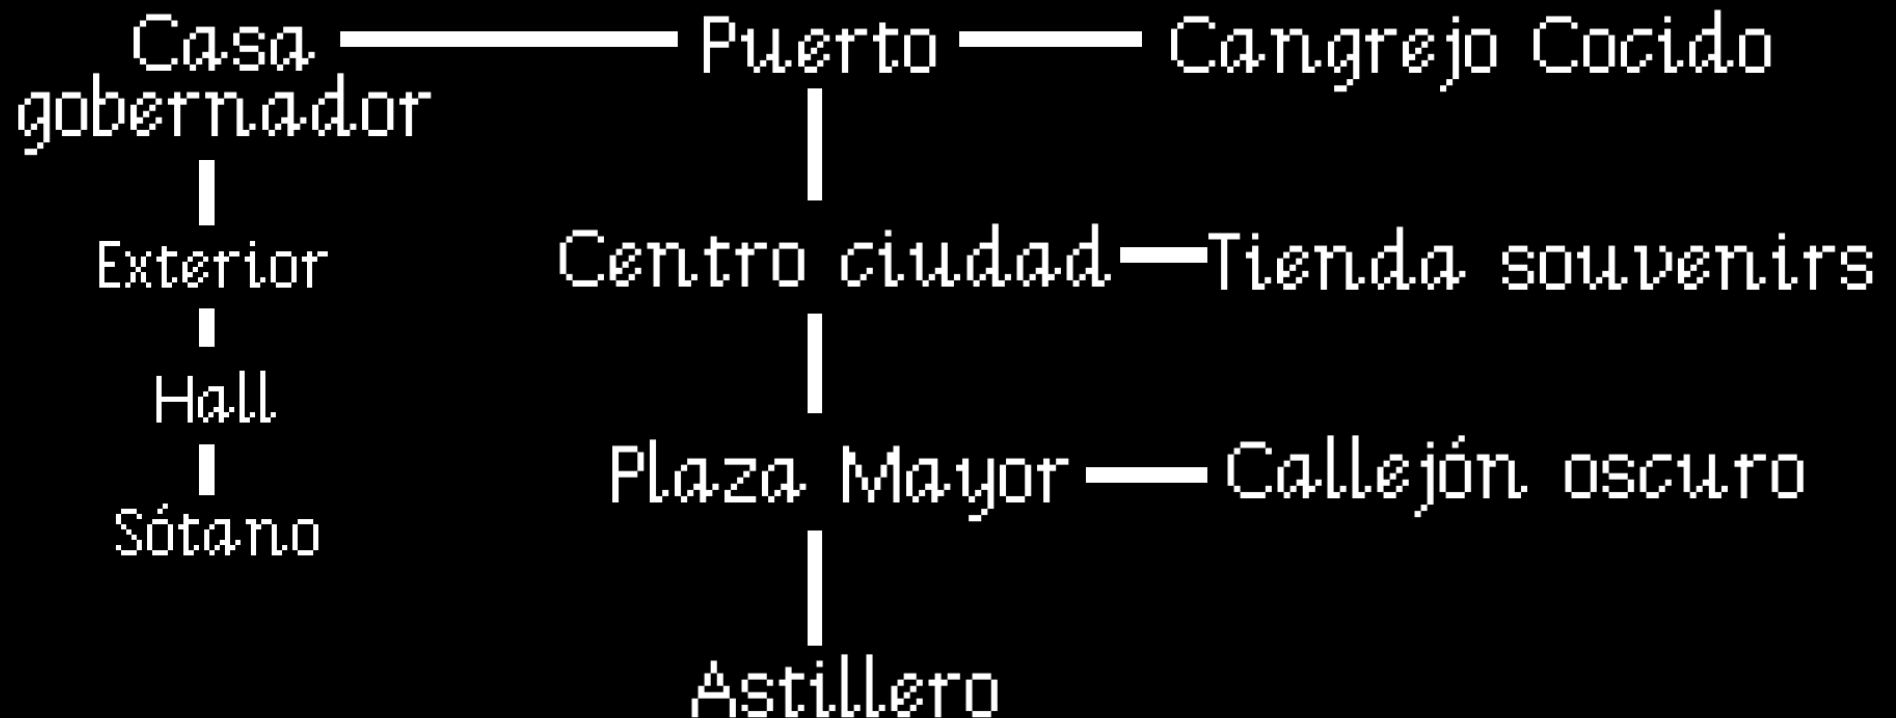 Casa
gobernador
Puerto
Cangrejo Cocido
Exterior
Hall
Sótano
Centro ciudad
Tienda souvenirs
Plaza Mayor
Callejón oscuro
Astillero